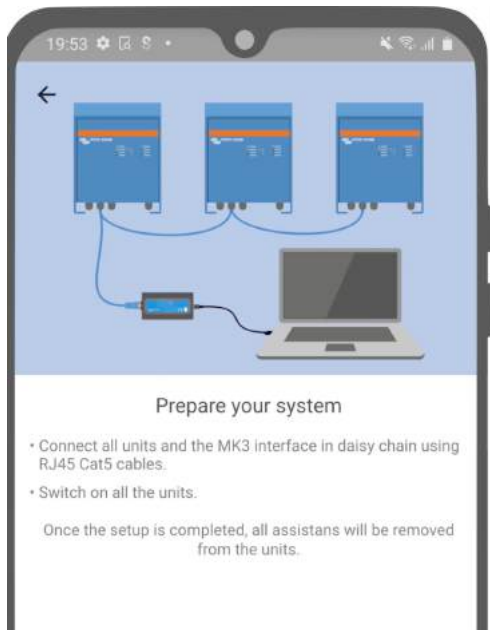 19:53
Prepare your system
• Connect all units and the MK3 interface in daisy chain using
RJ45 Cat5 cables.
• Switch on all the units.
Once the setup is completed, all assistans will be removed
from the units.